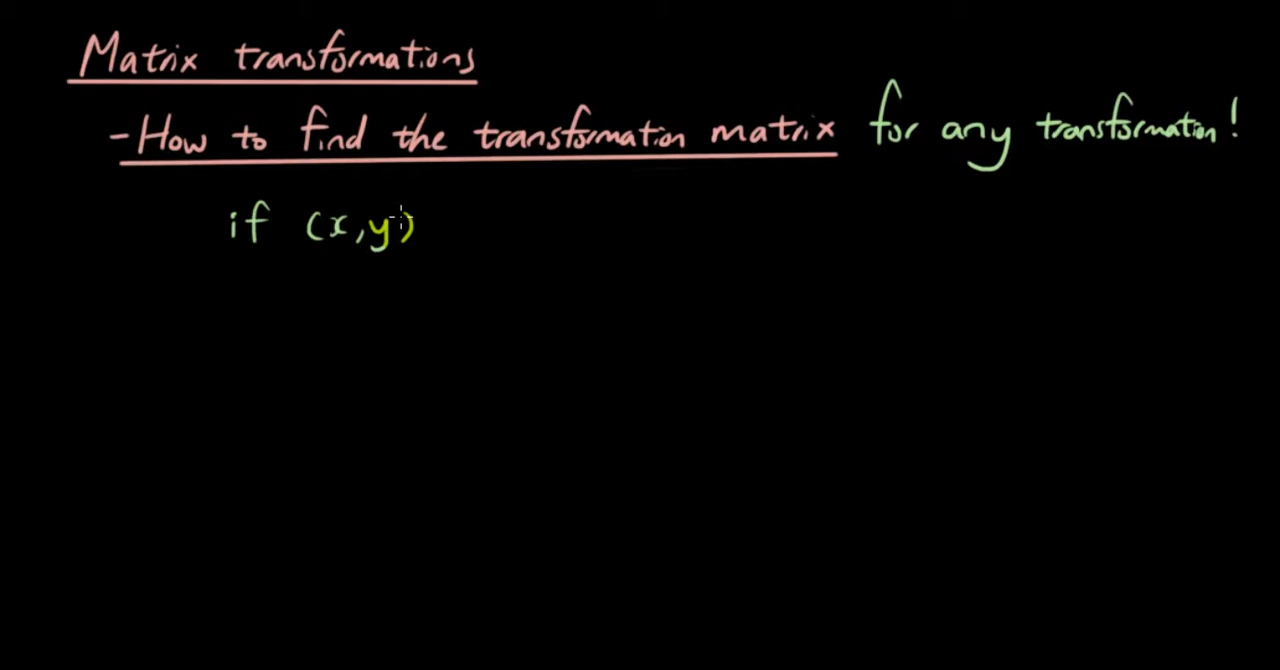 Matrix transformations
- How to find the transformation matrix for any transformation!
if (x,y)